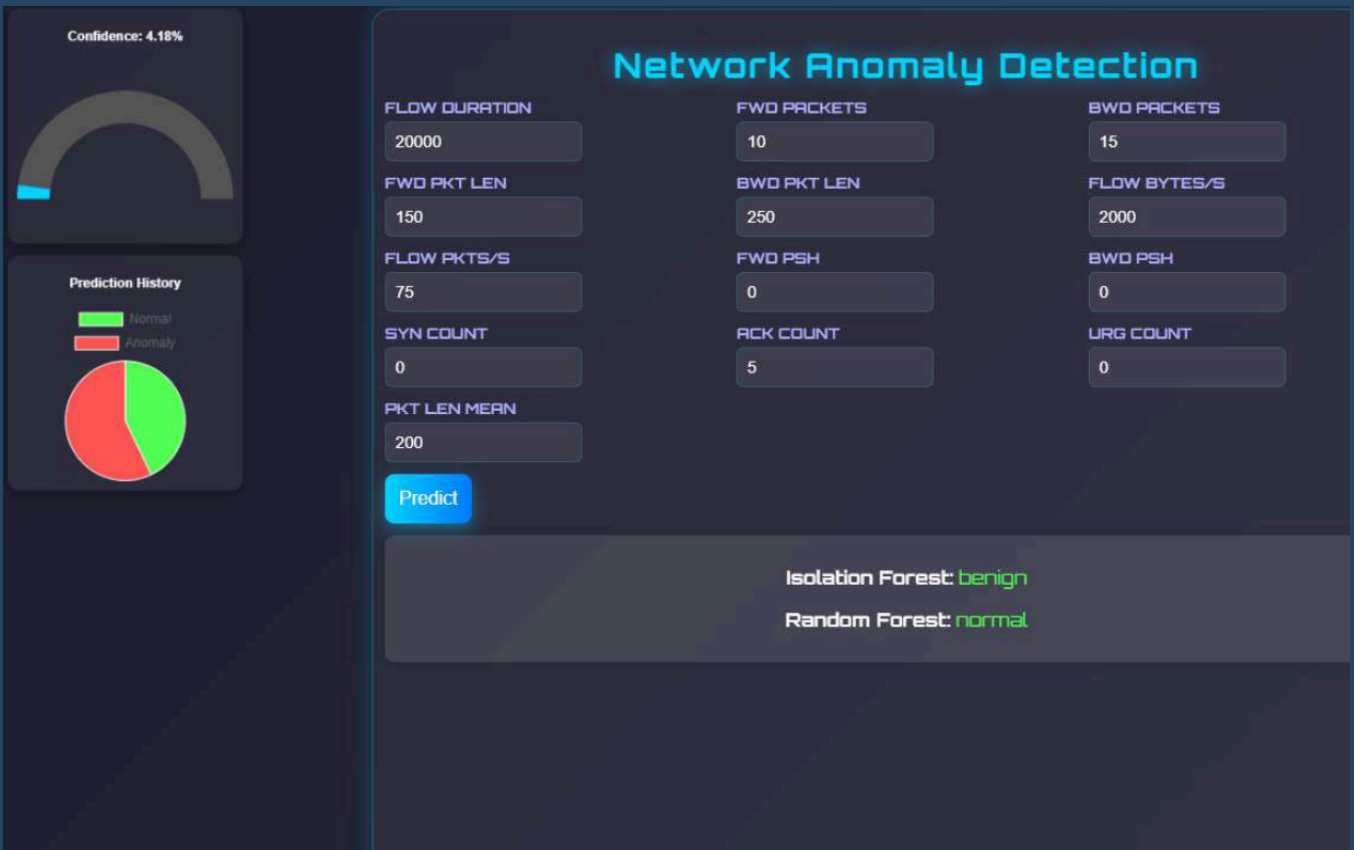 Confidence: 4.18%
Prediction History
Normal
Anomaly
Network Anomaly Detection
FLOW DURATION FWD PACKETS BWD PACKETS
20000 10 15
FWD PKT LEN BWD PKT LEN FLOW BYTES/S
150 250 2000
FLOW PKTS/S FWD PSH BWD PSH
75 0 0
SYN COUNT ACK COUNT URG COUNT
0 5 0
PKT LEN MEAN
200
Predict
Isolation Forest: benign
Random Forest: normal